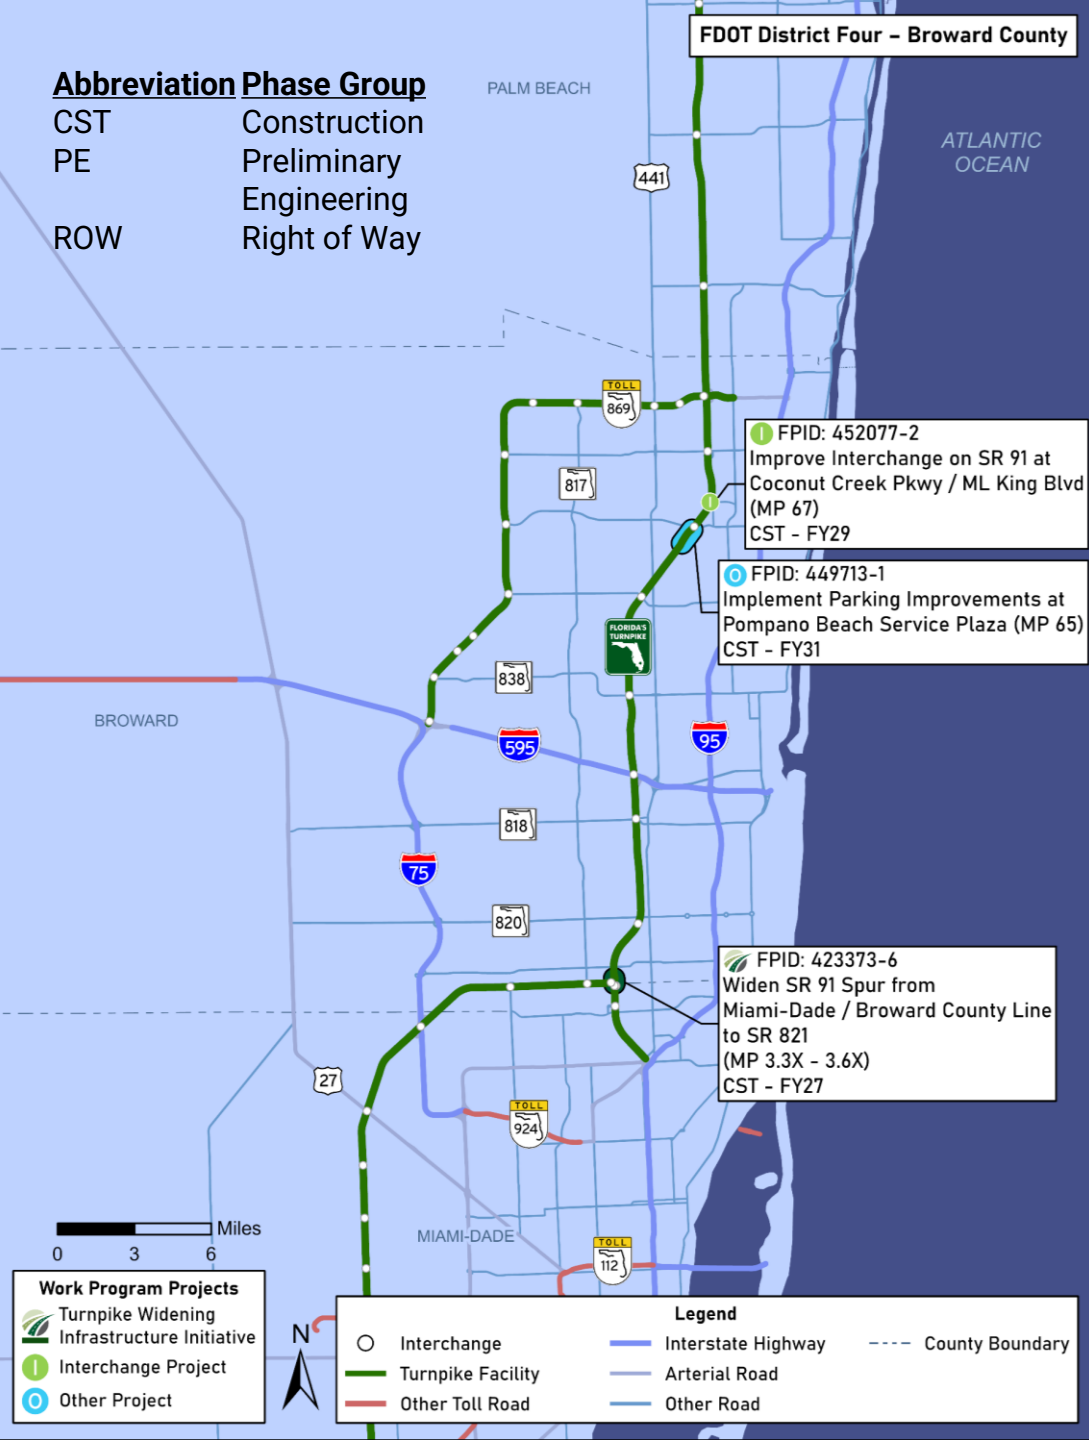 FDOT District Four – Broward County
Abbreviation Phase Group
CST Construction
PE Preliminary
Engineering
ROW Right of Way
PALM BEACH
ATLANTIC
OCEAN
441
TOLL
869
817
I FPID: 452077-2
Improve Interchange on SR 91 at
Coconut Creek Pkwy / ML King Blvd
(MP 67)
CST - FY29
I
O FPID: 449713-1
Implement Parking Improvements at
Pompano Beach Service Plaza (MP 65)
CST - FY31
FLORIDA'S
TURNPIKE
838
BROWARD
595
95
818
75
820
FPID: 423373-6
Widen SR 91 Spur from
Miami-Dade / Broward County Line
to SR 821
(MP 3.3X - 3.6X)
CST - FY27
27
TOLL
924
MIAMI-DADE
TOLL
112
Miles
0 3 6
Work Program Projects
Turnpike Widening
Infrastructure Initiative
I Interchange Project
O Other Project
N
Legend
Interchange
Interstate Highway
County Boundary
Turnpike Facility
Arterial Road
Other Toll Road
Other Road